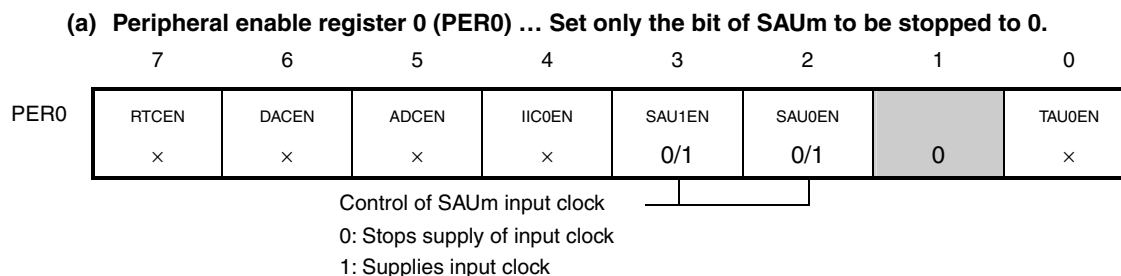 (a) Peripheral enable register 0 (PER0) … Set only the bit of SAUm to be stopped to 0.
7 6 5 4 3 2 1 0
PER0 RTCEN DACEN ADCEN IIC0EN SAU1EN SAU0EN TAU0EN
× × × × 0/1 0/1 0 ×
Control of SAUm input clock
0: Stops supply of input clock
1: Supplies input clock